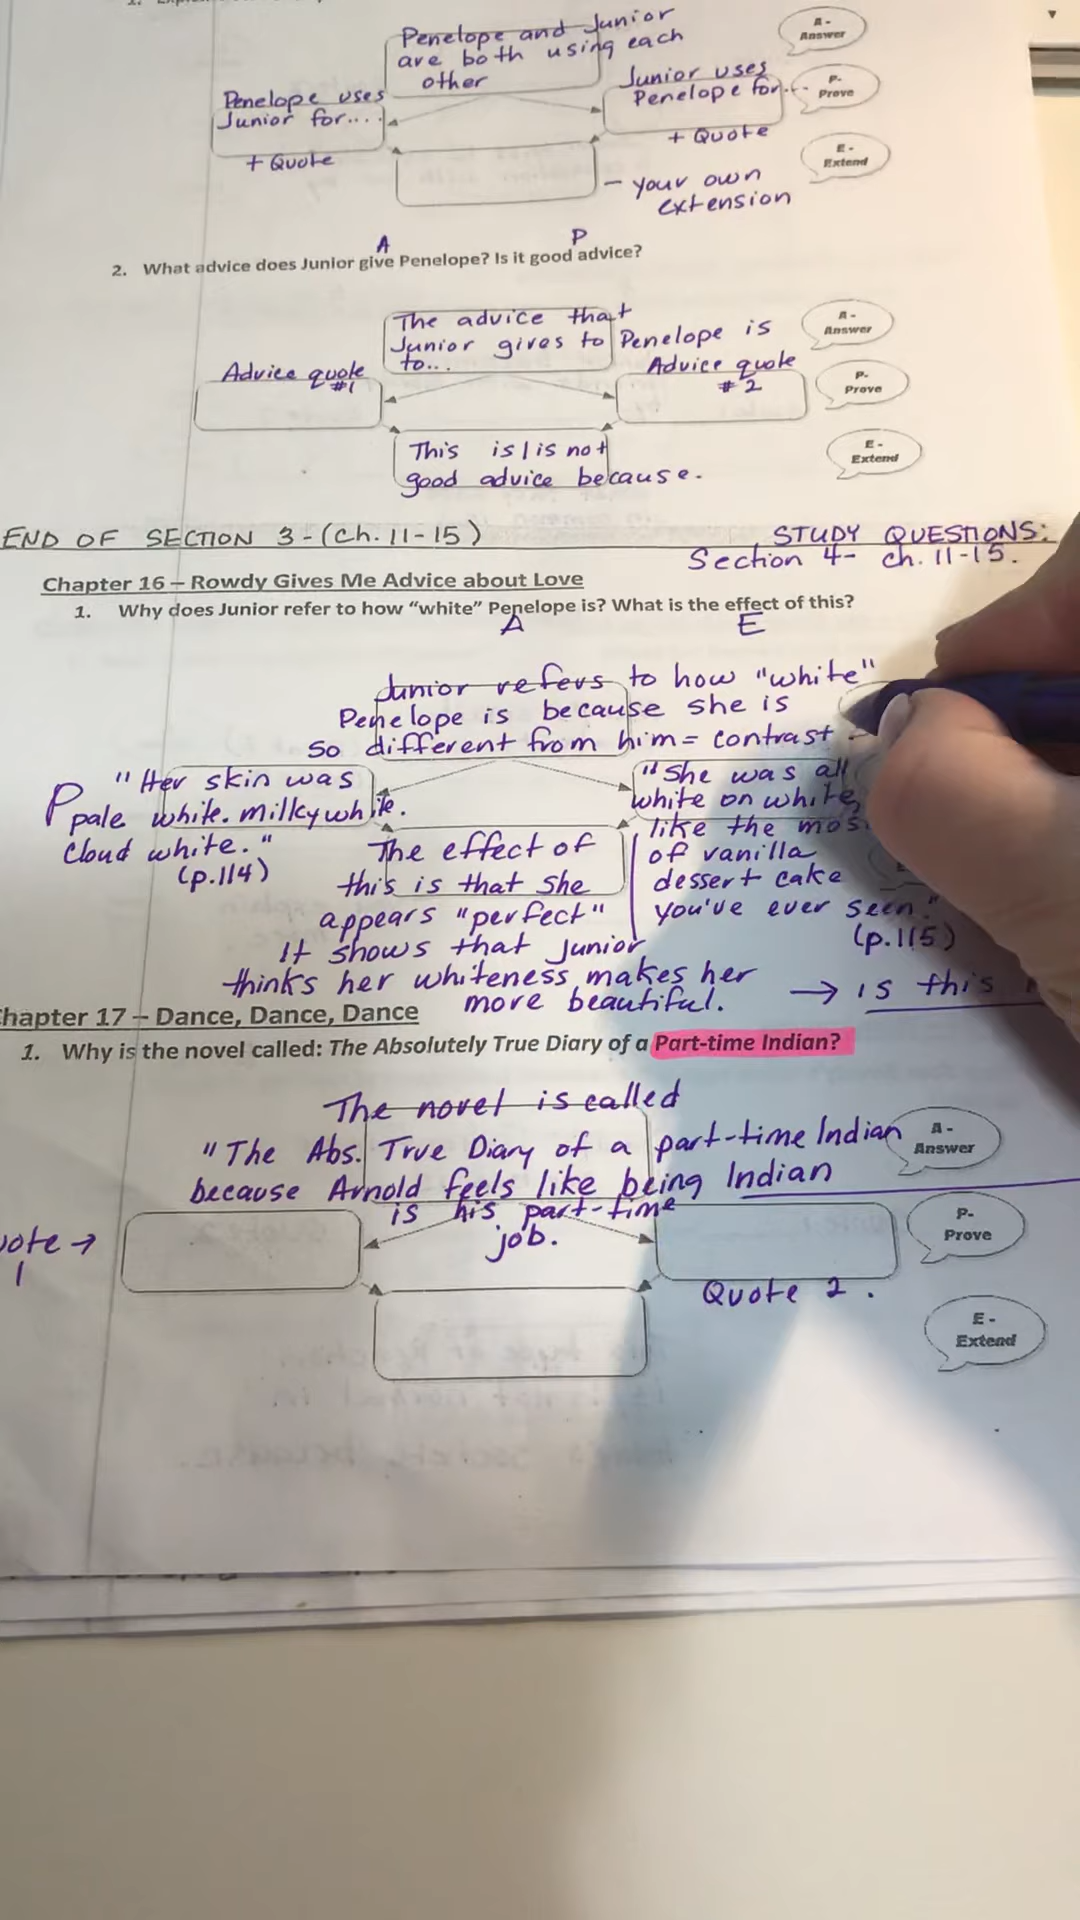 Penelope and Junior
are both using each
other
A-
Answer
Penelope uses
Junior for....
+ Quote
Junior uses
Penelope for...
+ Quote
P-
Prove
E-
Extend
- your own
extension
A P
2. What advice does Junior give Penelope? Is it good advice?
The advice that
Junior gives to Penelope is
to...
A-
Answer
Advice quote
#1
Advice quote
#2
P-
Prove
This is/is not
good advice because.
E-
Extend
END OF SECTION 3-(Ch. 11-15)
STUDY QUESTIONS:
Section 4- ch. 11-15.
Chapter 16 – Rowdy Gives Me Advice about Love
1. Why does Junior refer to how “white” Penelope is? What is the effect of this?
A E
Junior refers to how "white"
Penelope is because she is
so different from him = contrast
P "Her skin was
pale white. milky white.
Cloud white."
(p.114)
"She was all
white on white,
like the
of vanilla
dessert cake
you've ever seen."
(p.115)
The effect of
this is that she
appears "perfect"
It shows that Junior
thinks her whiteness makes her
more beautiful.
→ is this
hapter 17 – Dance, Dance, Dance
1. Why is the novel called: The Absolutely True Diary of a Part-time Indian?
The novel is called
"The Abs. True Diary of a part-time Indian
because Arnold feels like being Indian
is his part-time
job.
A-
Answer
uote →
1
Quote 2.
P-
Prove
E-
Extend